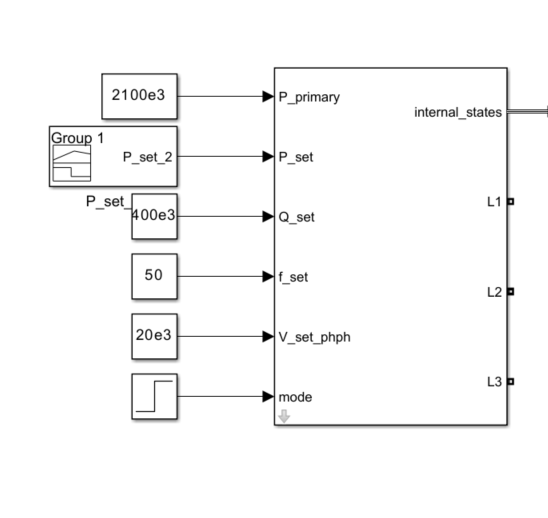 2100e3
P_primary
internal_states
Group 1
P_set_2
P_set
P_set_
400e3
Q_set
L1
50
f_set
L2
20e3
V_set_phph
L3
mode